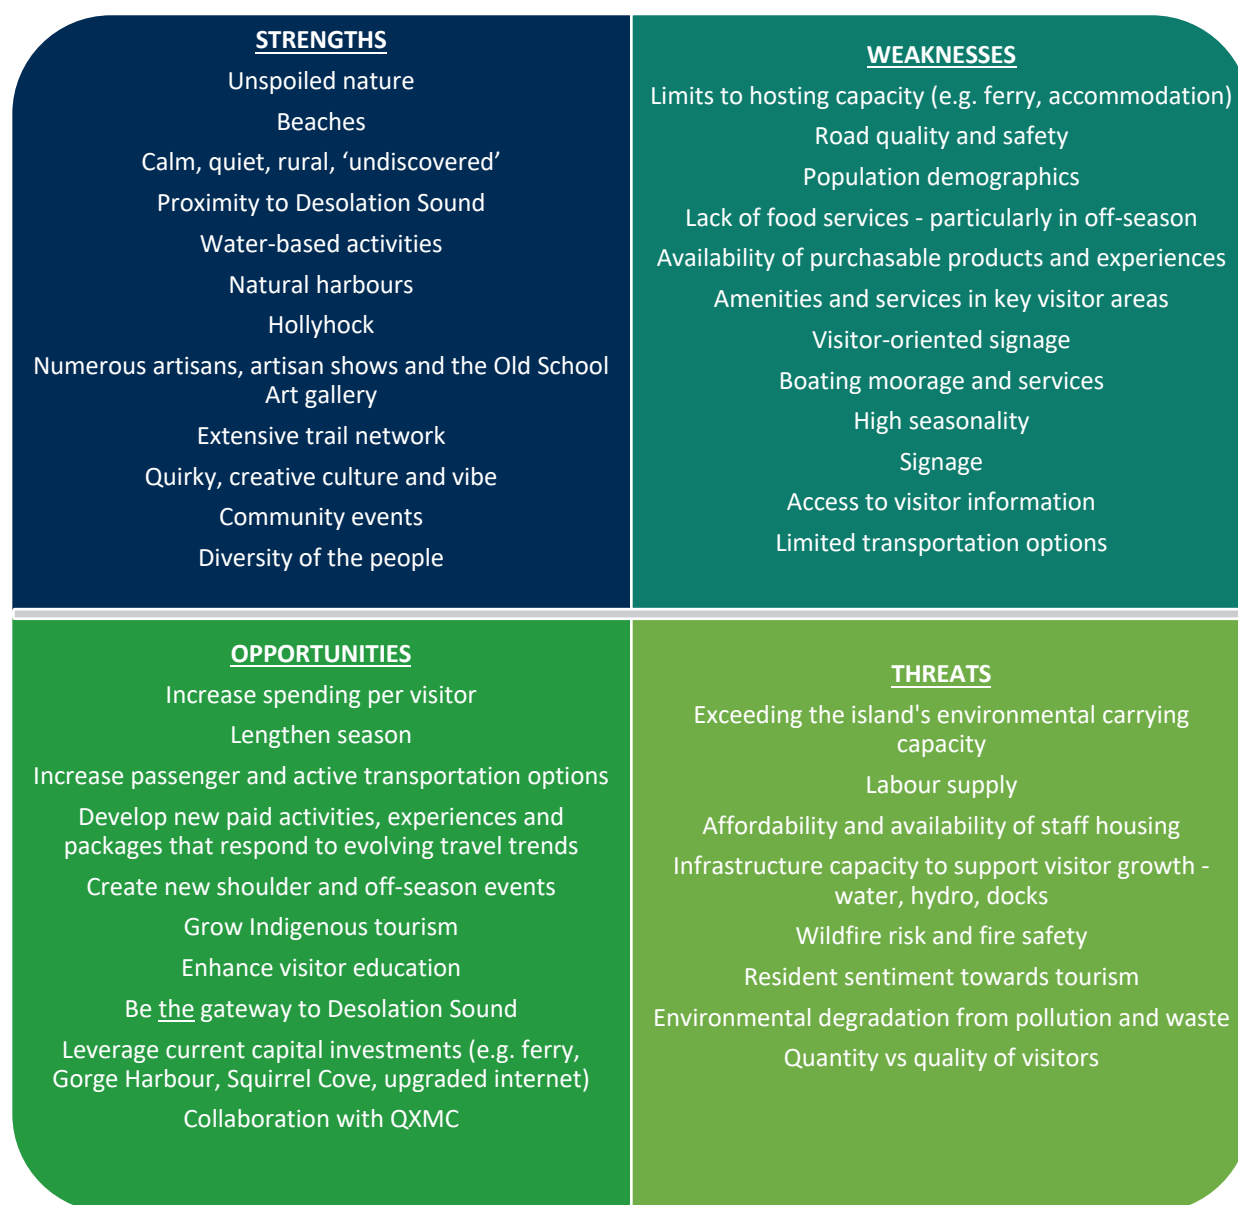 STRENGTHS
Unspoiled nature
Beaches
Calm, quiet, rural, ‘undiscovered’
Proximity to Desolation Sound
Water-based activities
Natural harbours
Hollyhock
Numerous artisans, artisan shows and the Old School
Art gallery
Extensive trail network
Quirky, creative culture and vibe
Community events
Diversity of the people
WEAKNESSES
Limits to hosting capacity (e.g. ferry, accommodation)
Road quality and safety
Population demographics
Lack of food services - particularly in off-season
Availability of purchasable products and experiences
Amenities and services in key visitor areas
Visitor-oriented signage
Boating moorage and services
High seasonality
Signage
Access to visitor information
Limited transportation options
OPPORTUNITIES
Increase spending per visitor
Lengthen season
Increase passenger and active transportation options
Develop new paid activities, experiences and
packages that respond to evolving travel trends
Create new shoulder and off-season events
Grow Indigenous tourism
Enhance visitor education
Be the gateway to Desolation Sound
Leverage current capital investments (e.g. ferry,
Gorge Harbour, Squirrel Cove, upgraded internet)
Collaboration with QXMC
THREATS
Exceeding the island's environmental carrying
capacity
Labour supply
Affordability and availability of staff housing
Infrastructure capacity to support visitor growth -
water, hydro, docks
Wildfire risk and fire safety
Resident sentiment towards tourism
Environmental degradation from pollution and waste
Quantity vs quality of visitors